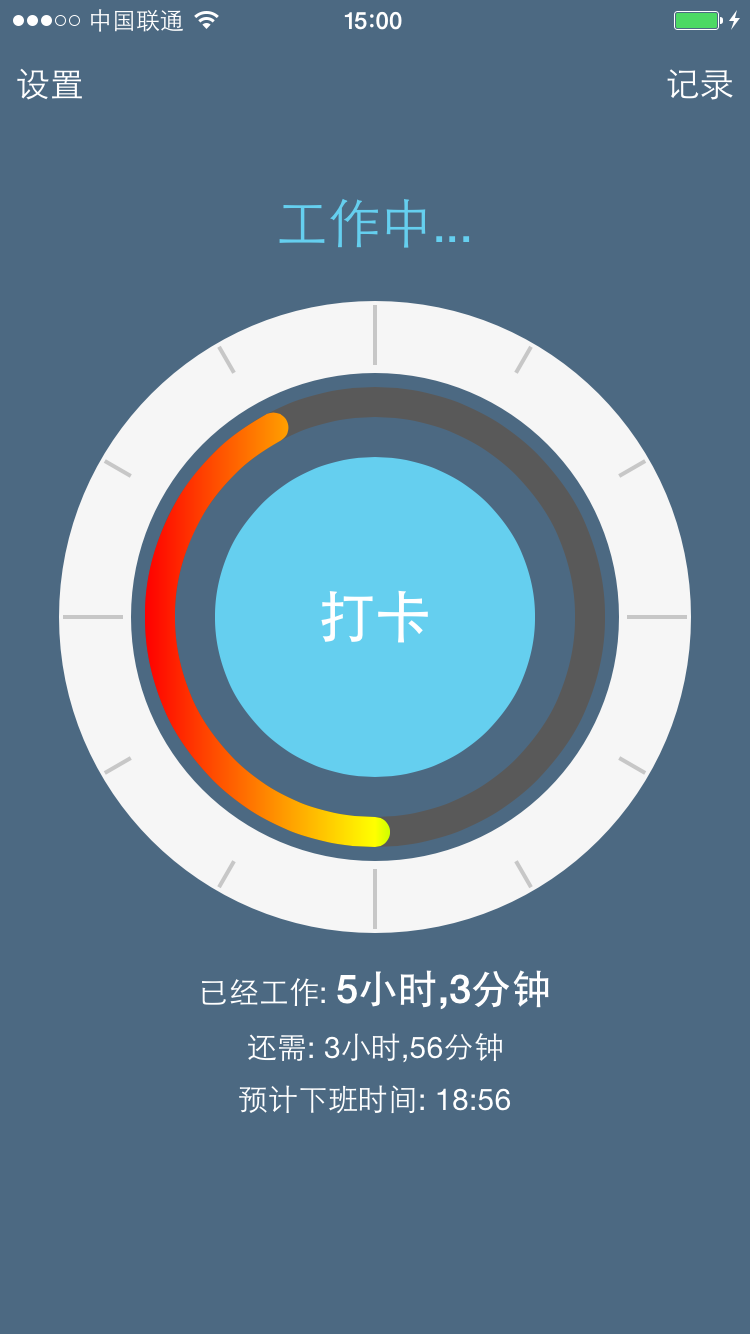 中国联通 15:00
设置 记录
工作中...
打卡
已经工作: 5小时,3分钟
还需: 3小时,56分钟
预计下班时间: 18:56